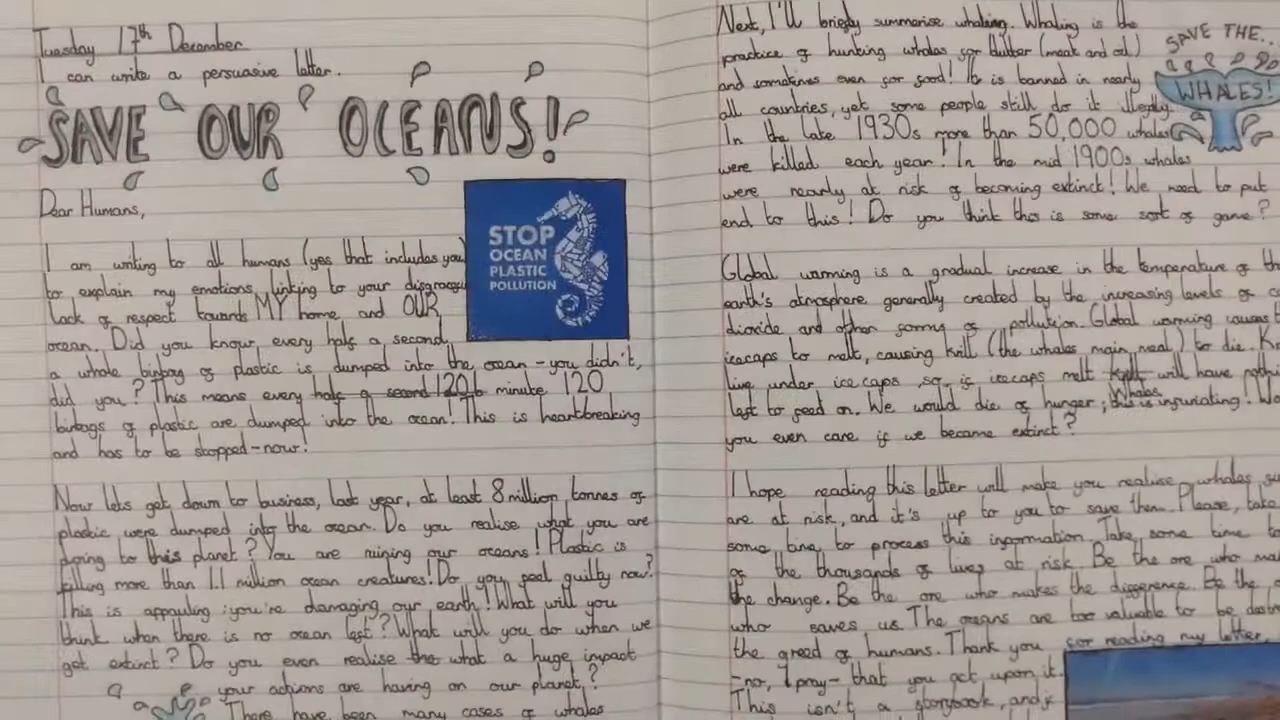 Tuesday 17th December
I can write a persuasive letter.
SAVE OUR OCEANS!
Dear Humans,
STOP
OCEAN
PLASTIC
POLLUTION
I am writing to all humans (yes that includes you)
to explain my emotions, linking to your disgraceful
lack of respect towards MY home and OUR
ocean. Did you know, every half a second,
a whole binbag of plastic is dumped into the ocean - you didn't,
did you? This means every half a second 120 b minute 120
binbags of plastic are dumped into the ocean! This is heartbreaking
and has to be stopped - now!
Now lets get down to business, last year, at least 8 million tonnes of
plastic were dumped into the ocean. Do you realise what you are
doing to this planet? You are ruining our oceans! Plastic is
killing more than 1.1 million ocean creatures! Do you feel guilty now?
This is appauling; you're damaging our earth! What will you
think when there is no ocean left? What will you do when we
get extinct? Do you even realise the what a huge impact
your actions are having on our planet?
There have been many cases of whales
Next, I'll briefly summarise whaling. Whaling is the
practice of hunting whales for blubber (meat and oil)
and sometimes even for food! It is banned in nearly
all countries, yet some people still do it illegaly.
In the late 1930s more than 50,000 whales
were killed each year! In the mid 1900s whales
were nearly at risk of becoming extinct! We need to put
end to this! Do you think this is some sort of game?
SAVE THE...
WHALES!
Global warming is a gradual increase in the temperature of the
earth's atmosphere generally created by the increasing levels of
dioxide and other forms of pollution. Global warming causes
icecaps to melt, causing krill (the whales main meal) to die. K
live under ice caps, so if icecaps melt krill Whales will have
left to feed on. We would die of hunger; this is infuriating!
you even care if we became extinct?
I hope reading this letter will make you realise whales
are at risk, and it's up to you to save them. Please, take
some time to process this information. Take some time to
of the thousands of lives at risk. Be the one who
the change. Be the one who makes the difference. Be the
who saves us. The oceans are too valuable to be
the greed of humans. Thank you for reading my letter,
- no, I pray - that you act upon it.
This isn't a storybook, and